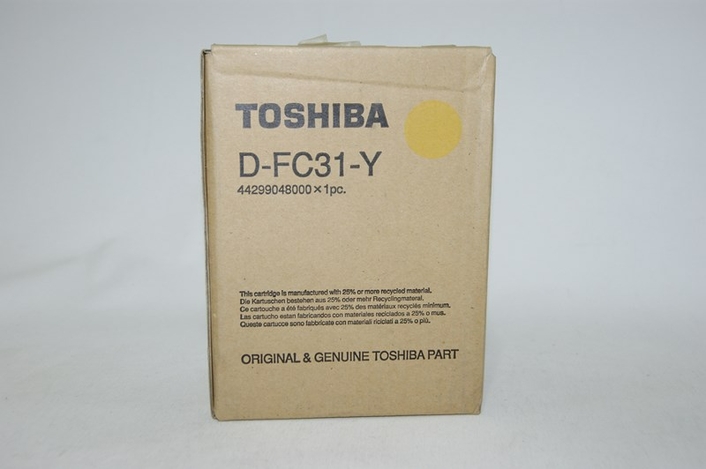 TOSHIBA
D-FC31-Y
44299048000×1pc.
This cartridge is manufactured with 25% or more recycled material.
Die Kartuschen bestehen aus 25% oder mehr Recyclingmaterial.
Ce cartouche a été fabriqués avec 25% des matériaux recyclés minimum.
Las cartucho estan fabricandos con materiales reciclados a 25% o mus.
Queste cartucce sono fabbricate con materiali riciclati a 25% o plù.
ORIGINAL & GENUINE TOSHIBA PART